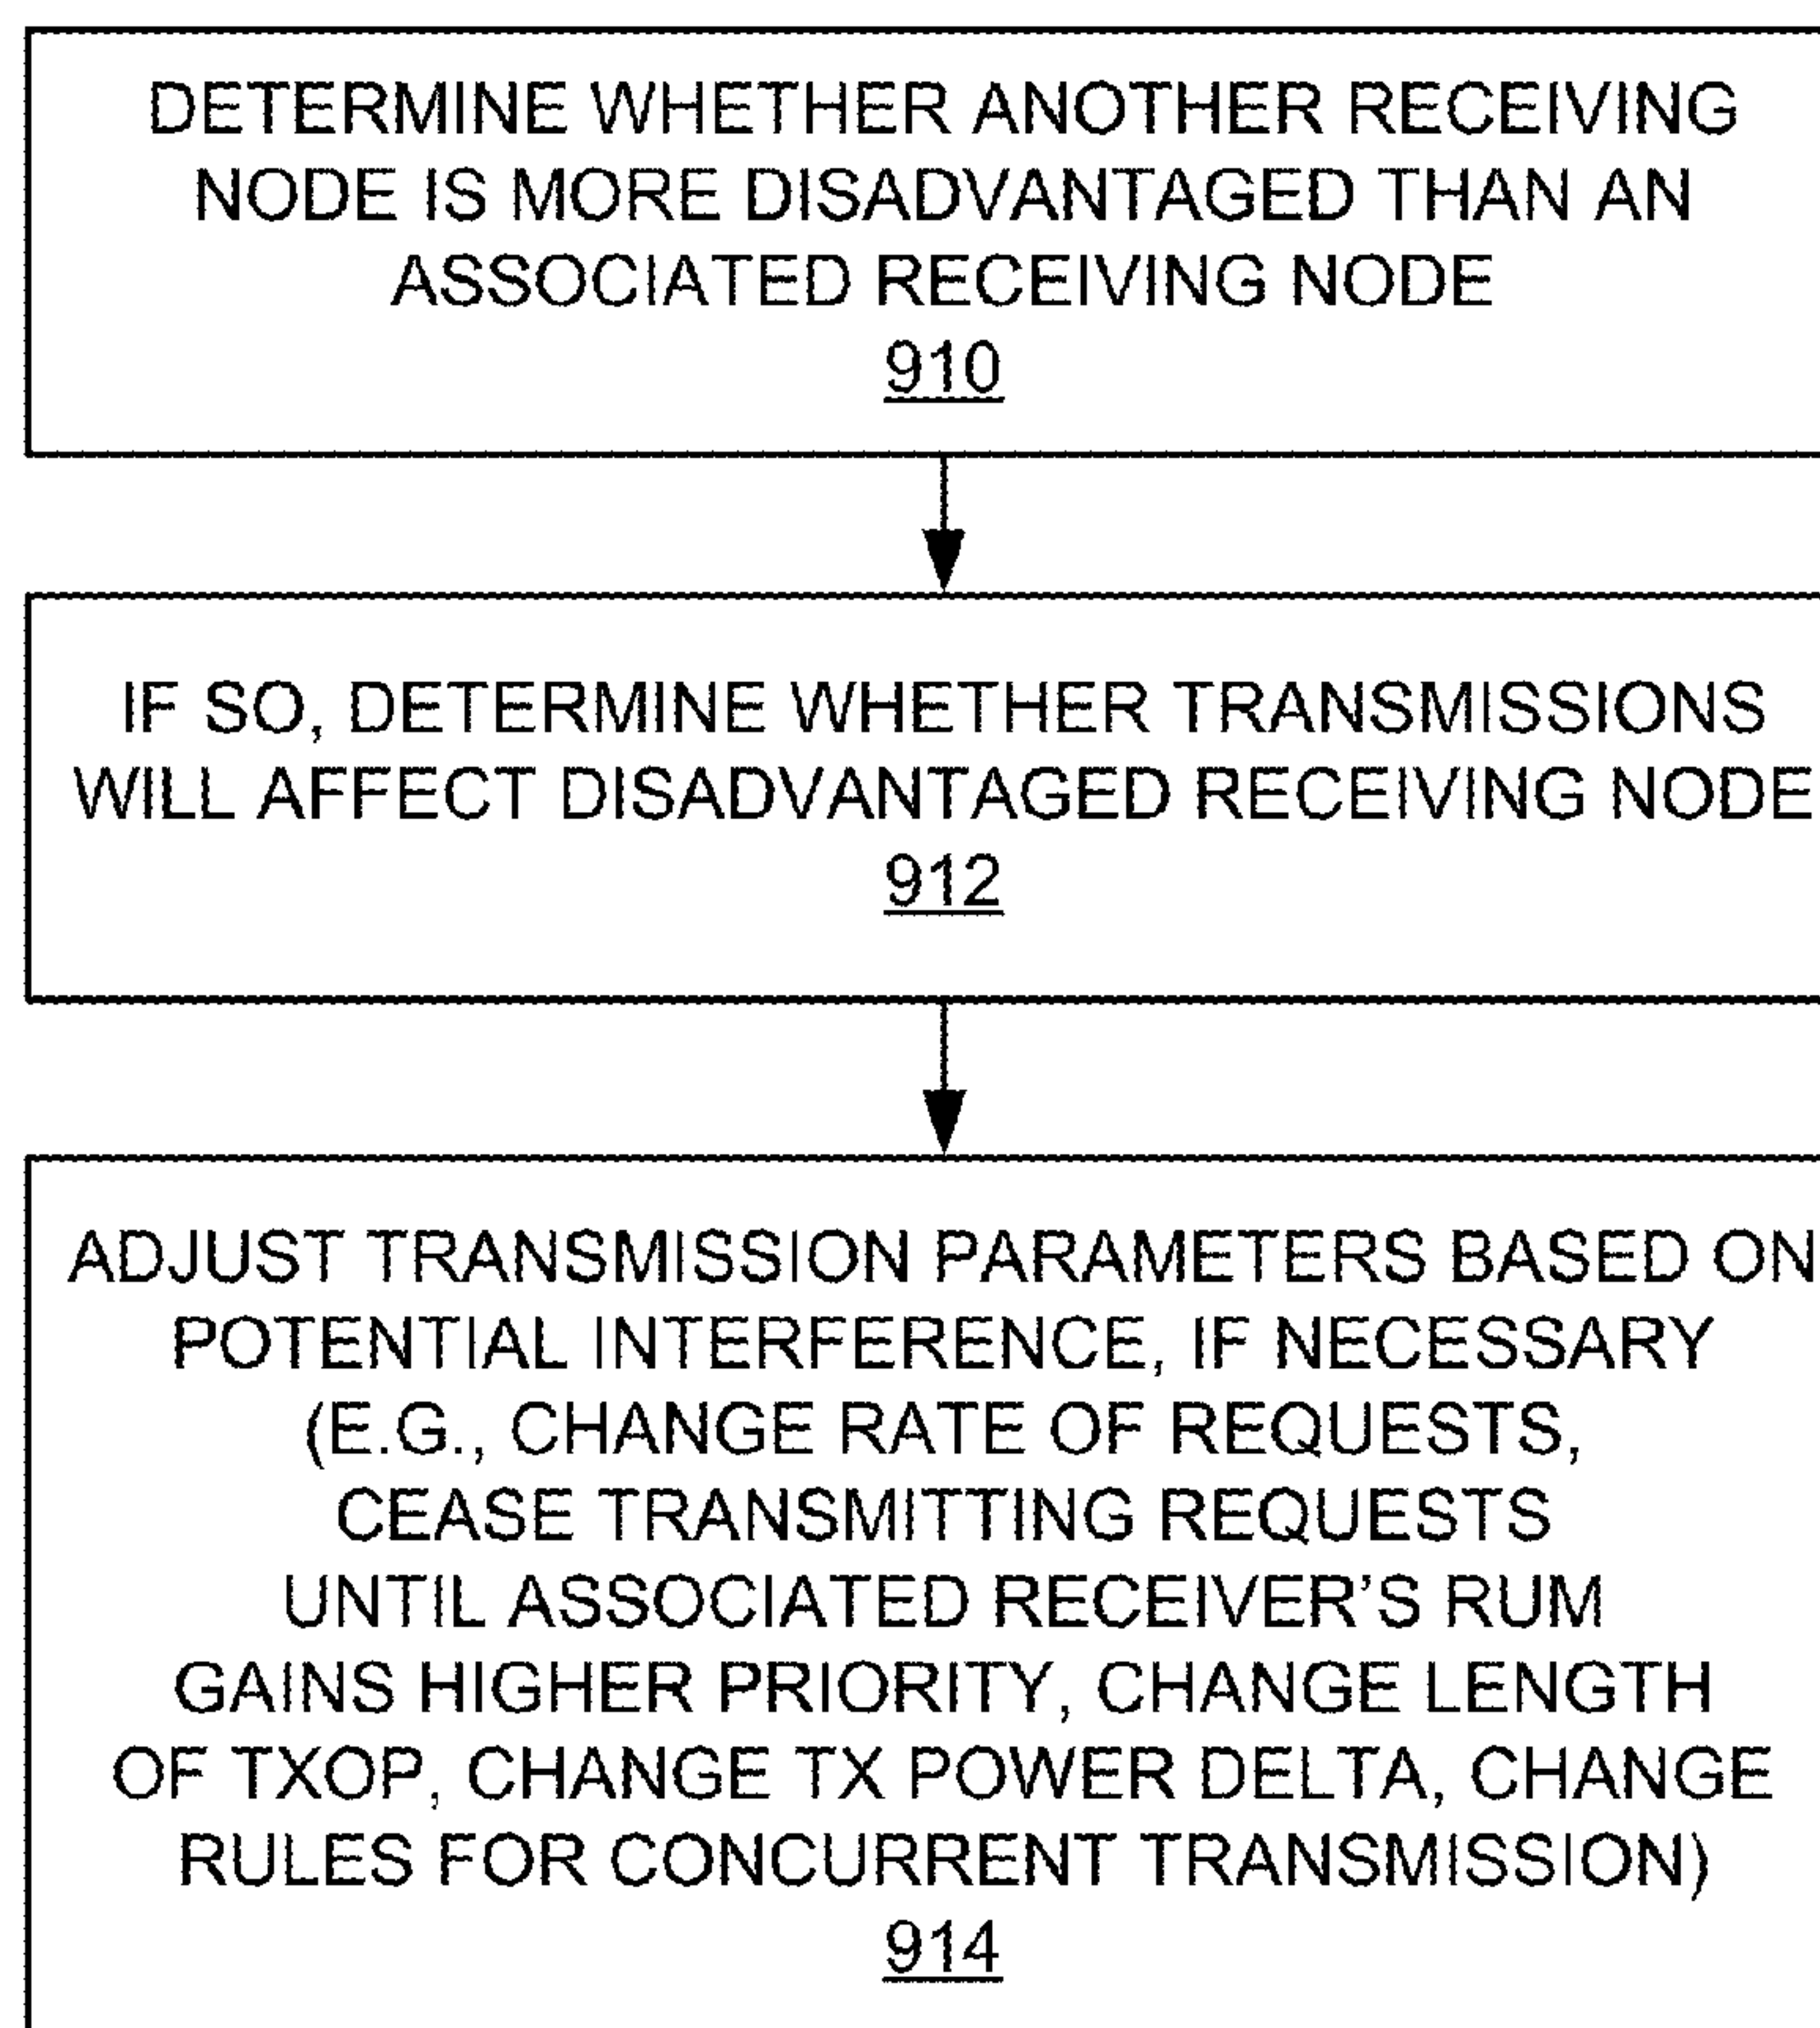 DETERMINE WHETHER ANOTHER RECEIVING
NODE IS MORE DISADVANTAGED THAN AN
ASSOCIATED RECEIVING NODE
910
IF SO, DETERMINE WHETHER TRANSMISSIONS
WILL AFFECT DISADVANTAGED RECEIVING NODE
912
ADJUST TRANSMISSION PARAMETERS BASED ON
POTENTIAL INTERFERENCE, IF NECESSARY
(E.G., CHANGE RATE OF REQUESTS,
CEASE TRANSMITTING REQUESTS
UNTIL ASSOCIATED RECEIVER'S RUM
GAINS HIGHER PRIORITY, CHANGE LENGTH
OF TXOP, CHANGE TX POWER DELTA, CHANGE
RULES FOR CONCURRENT TRANSMISSION)
914